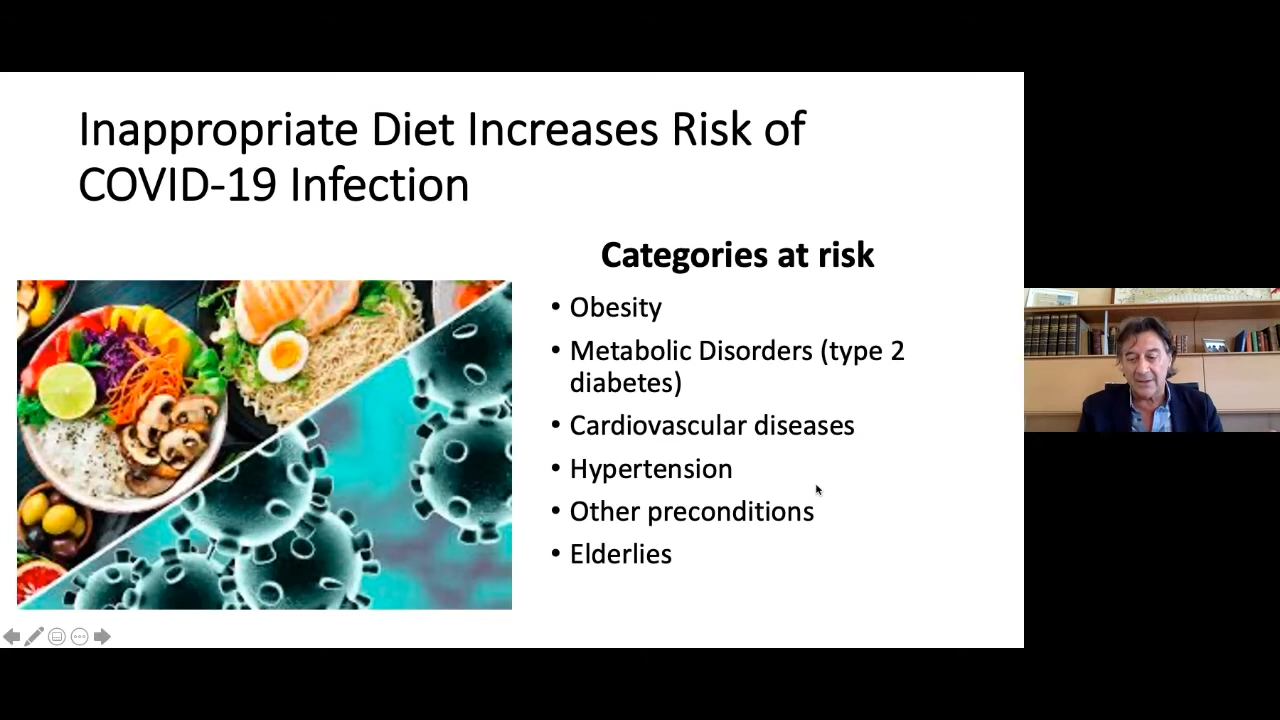 Inappropriate Diet Increases Risk of
COVID-19 Infection
Categories at risk
• Obesity
• Metabolic Disorders (type 2
diabetes)
• Cardiovascular diseases
• Hypertension
• Other preconditions
• Elderlies